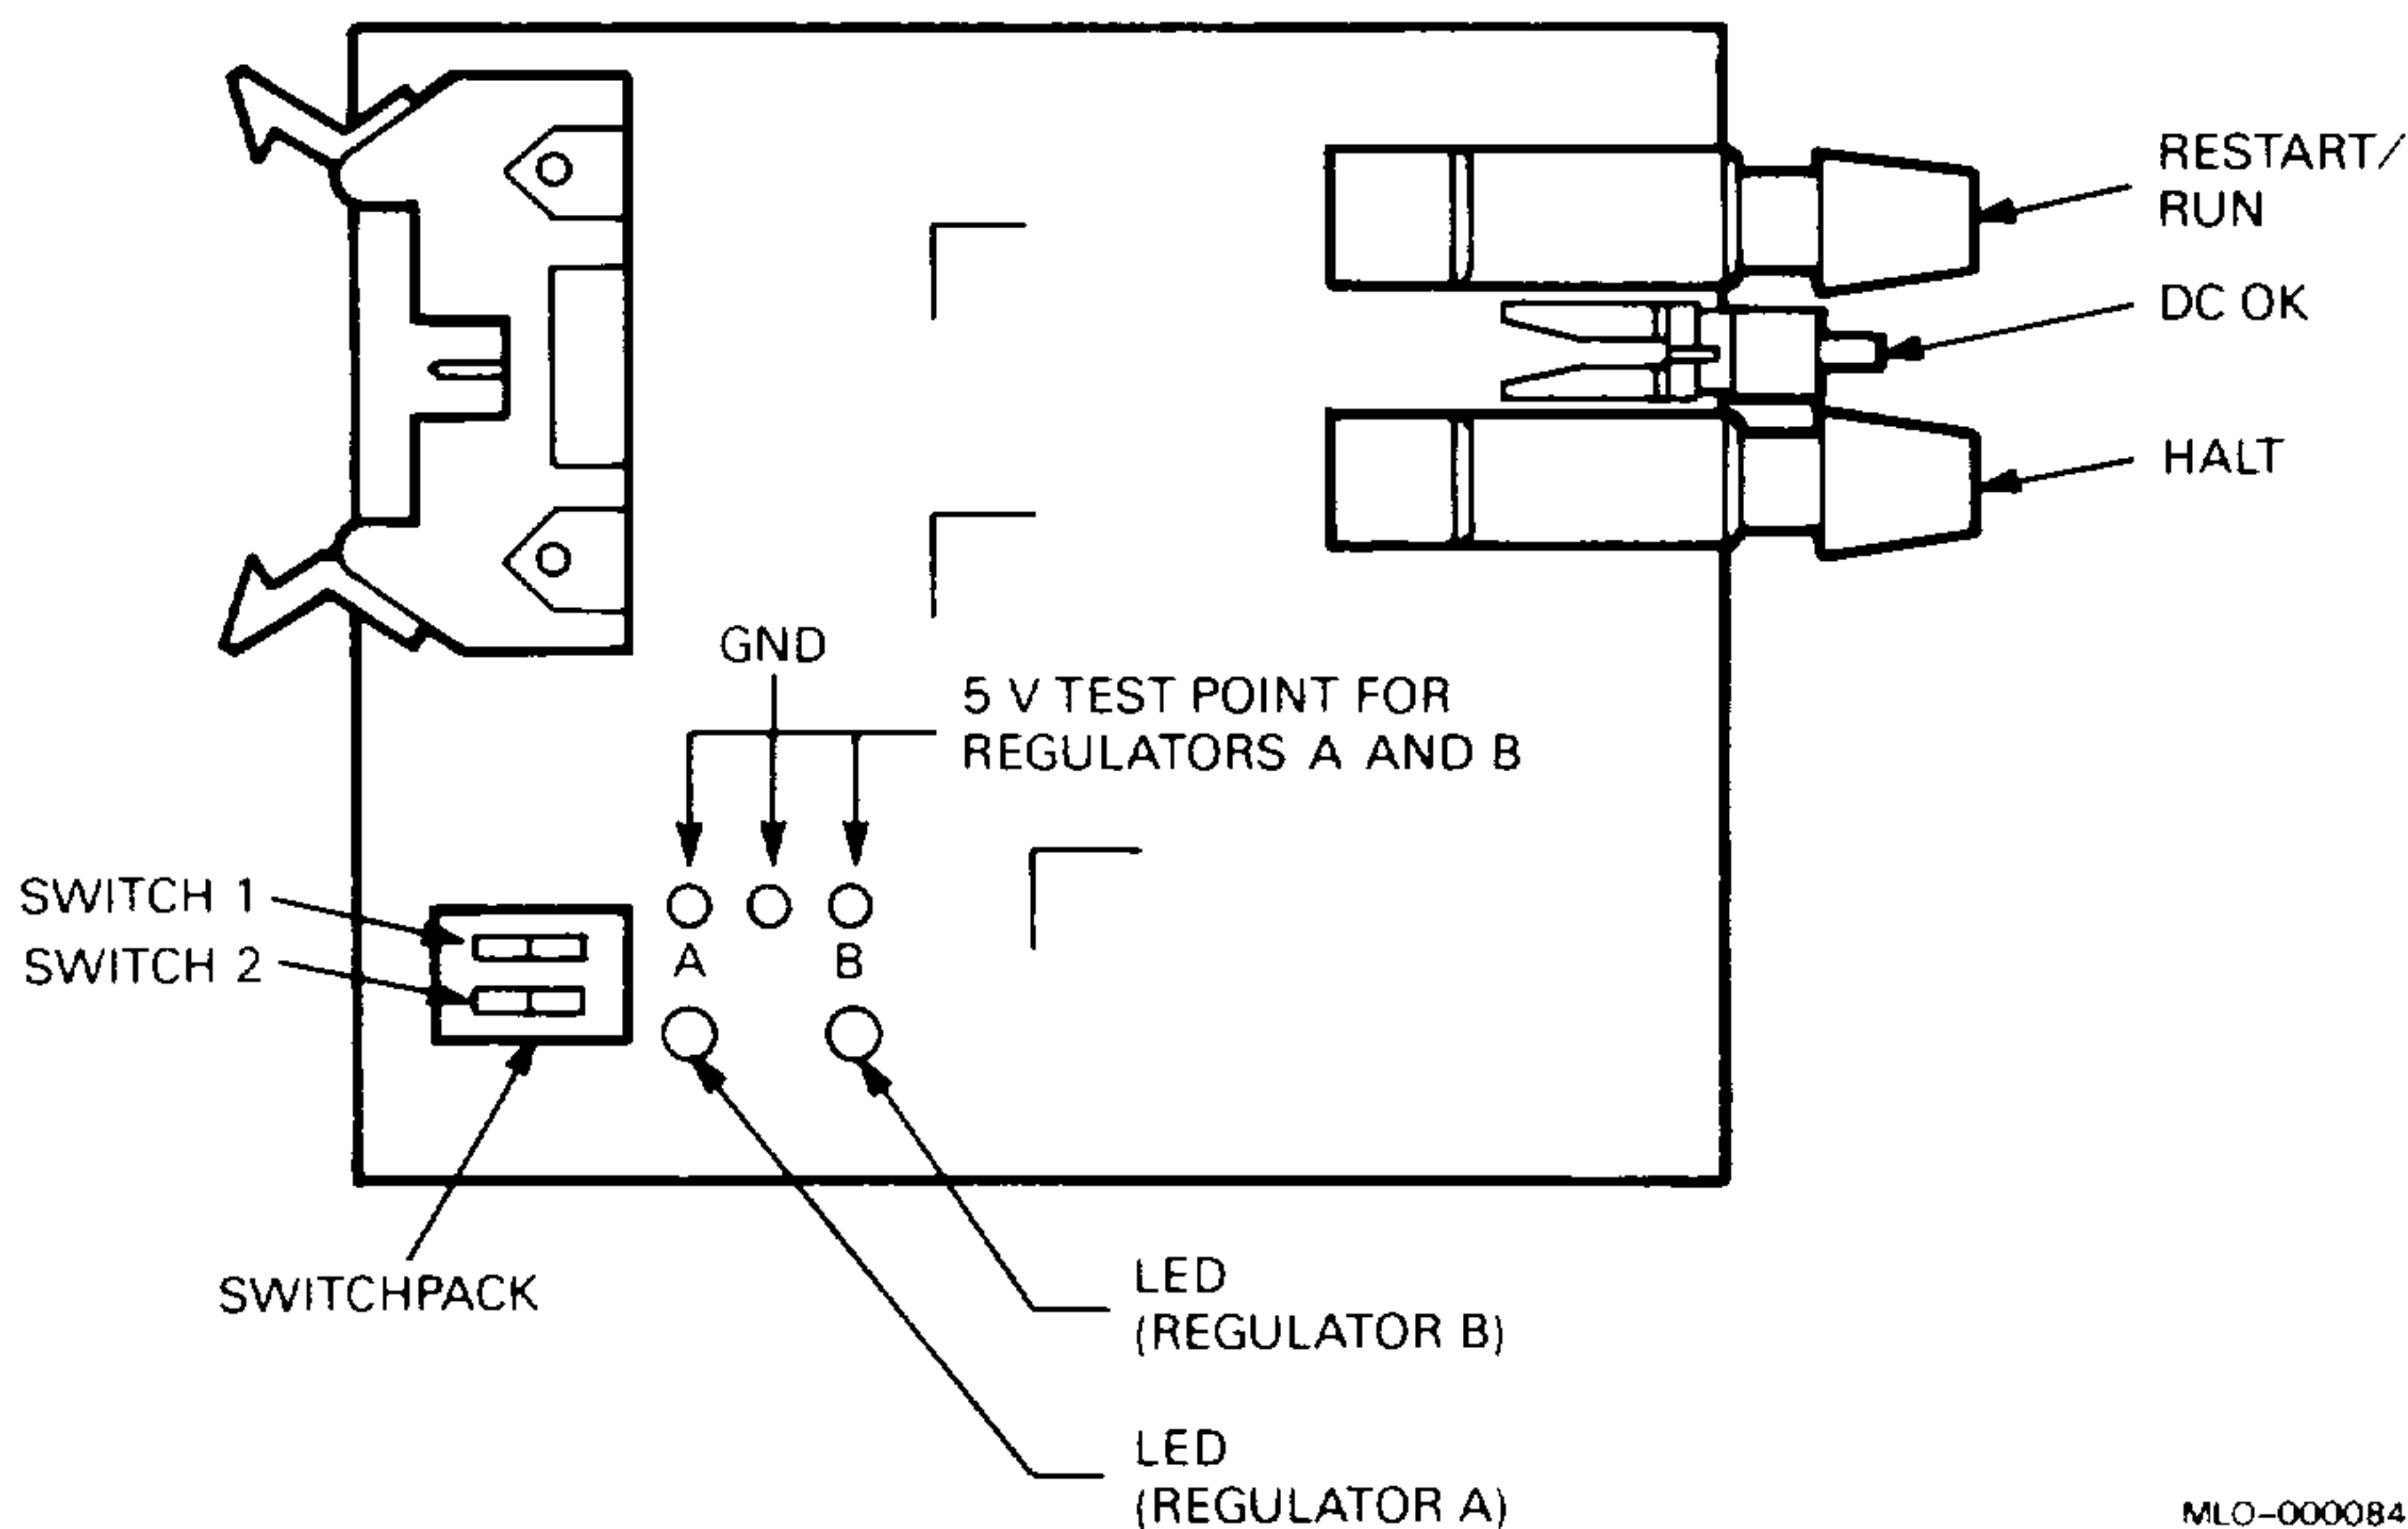 RESTART/
RUN
DC OK
HALT
GND
5 V TEST POINT FOR
REGULATORS A AND B
SWITCH 1
SWITCH 2
A
B
SWITCHPACK
LED
(REGULATOR B)
LED
(REGULATOR A)
MLO-000084